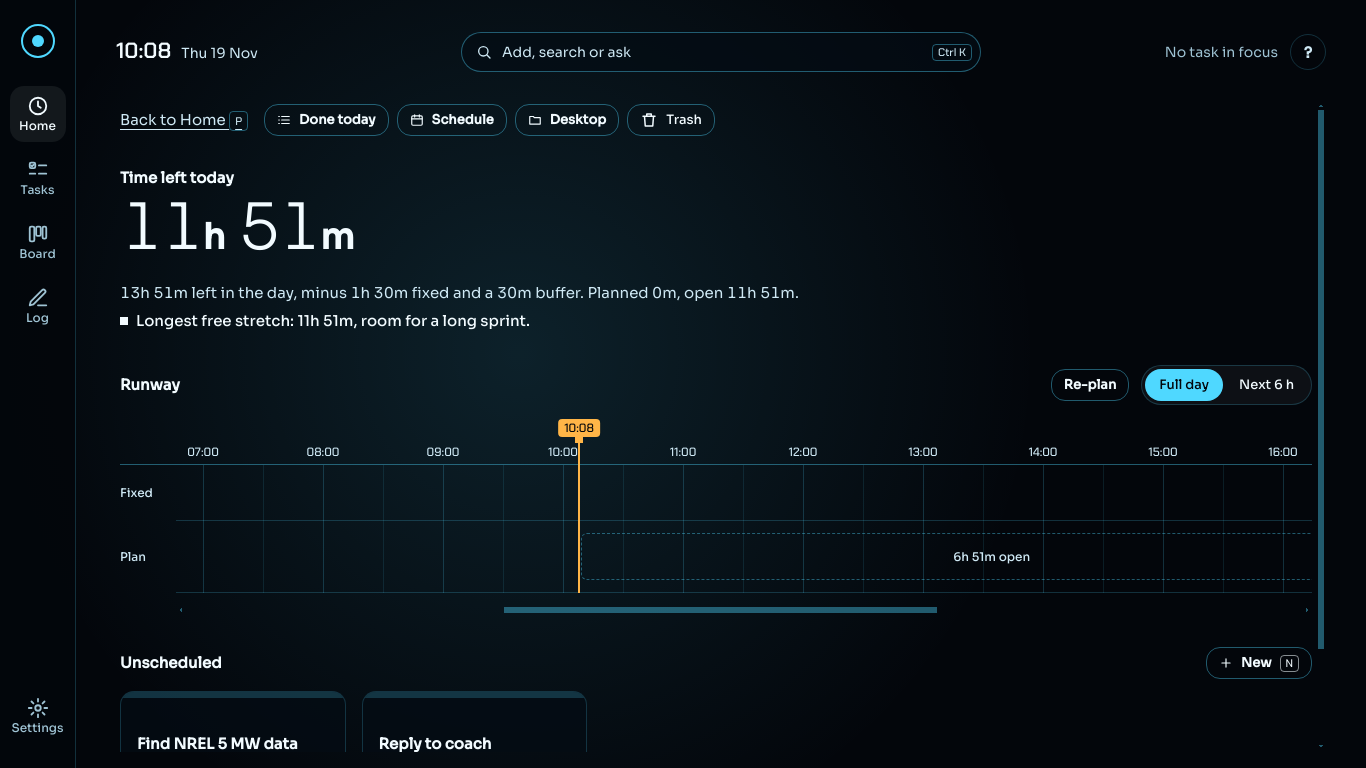 10:08 Thu 19 Nov
Add, search or ask Ctrl K
No task in focus ?
Home
Tasks
Board
Log
Settings
Back to Home P
Done today
Schedule
Desktop
Trash
Time left today
11h 51m
13h 51m left in the day, minus 1h 30m fixed and a 30m buffer. Planned 0m, open 11h 51m.
Longest free stretch: 11h 51m, room for a long sprint.
Runway
Re-plan
Full day
Next 6 h
10:08
07:00 08:00 09:00 10:00 11:00 12:00 13:00 14:00 15:00 16:00
Fixed
Plan
6h 51m open
Unscheduled
+ New N
Find NREL 5 MW data
Reply to coach